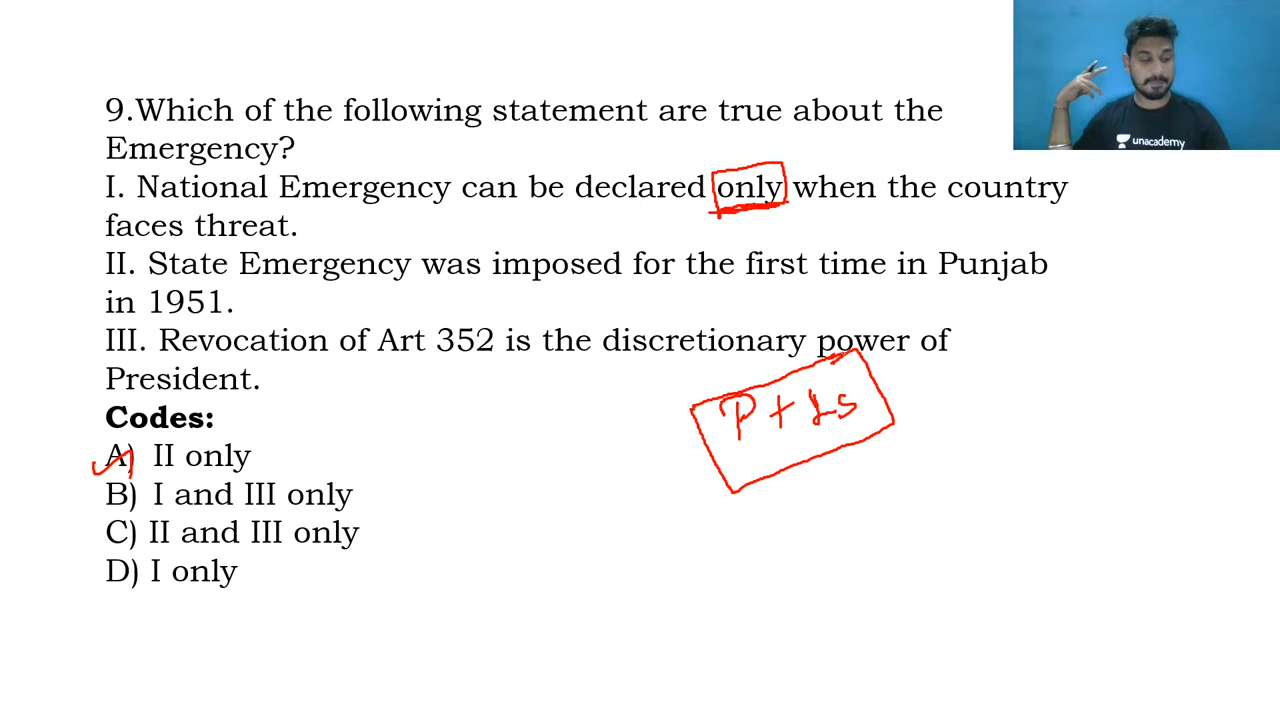 unacademy
9.Which of the following statement are true about the
Emergency?
I. National Emergency can be declared only when the country
faces threat.
II. State Emergency was imposed for the first time in Punjab
in 1951.
III. Revocation of Art 352 is the discretionary power of
President.
P + LS
Codes:
A) II only
B) I and III only
C) II and III only
D) I only